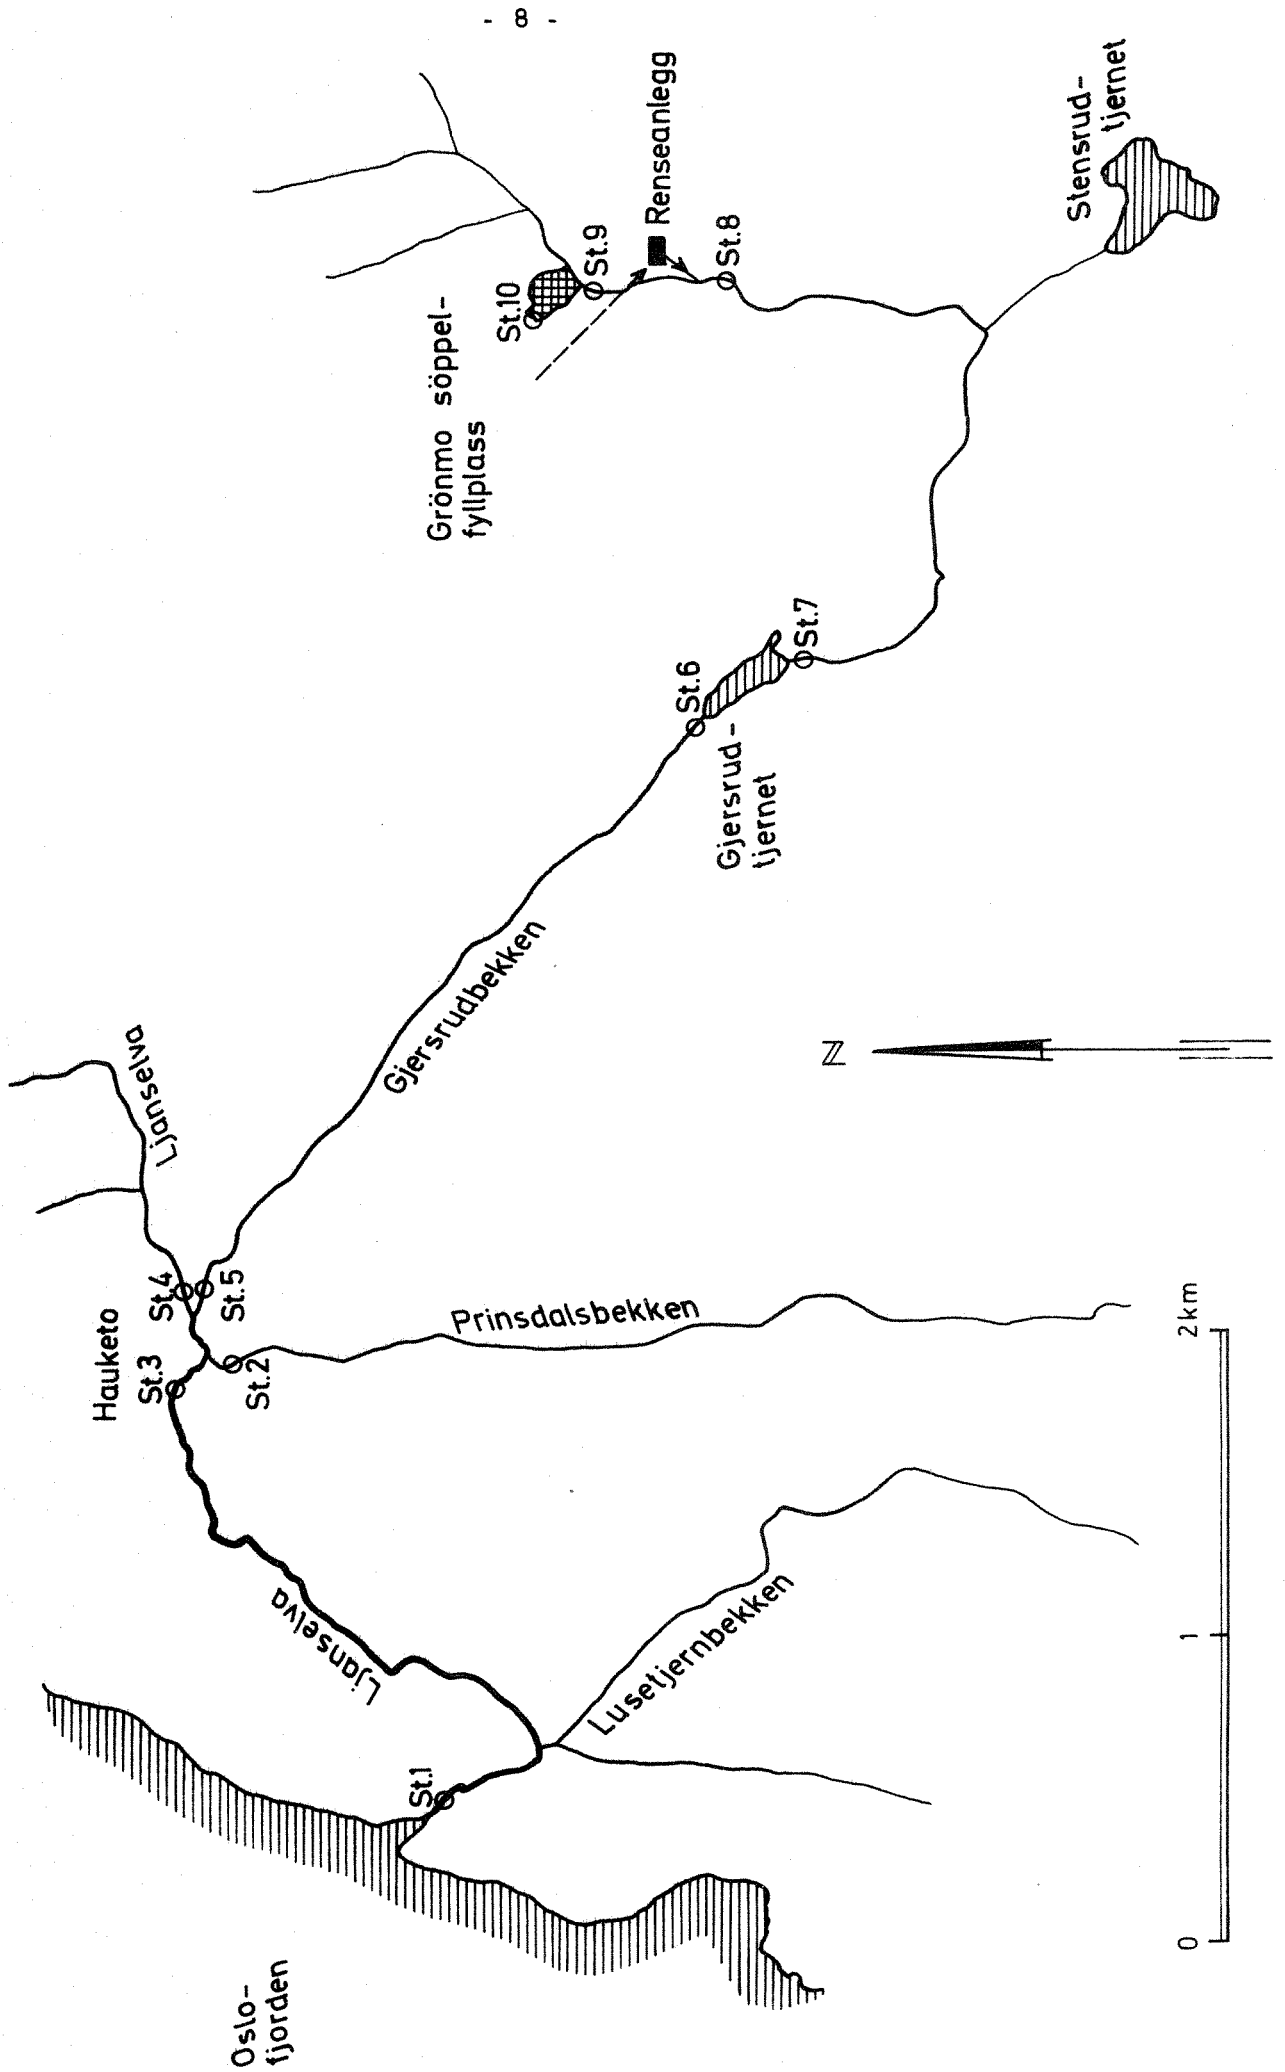 - 8 -
Oslo-
fjorden
St.1
Ljanselva
Lusetjernbekken
Hauketo
St.3
St.2
St.4
St.5
Ljanselva
Prinsdalsbekken
Gjersrudbekken
Gjersrud-
tjernet
St.6
St.7
Grönmo söppel-
fyllplass
St.10
St.9
Renseanlegg
St.8
Stensrud-
tjernet
N
0
1
2km